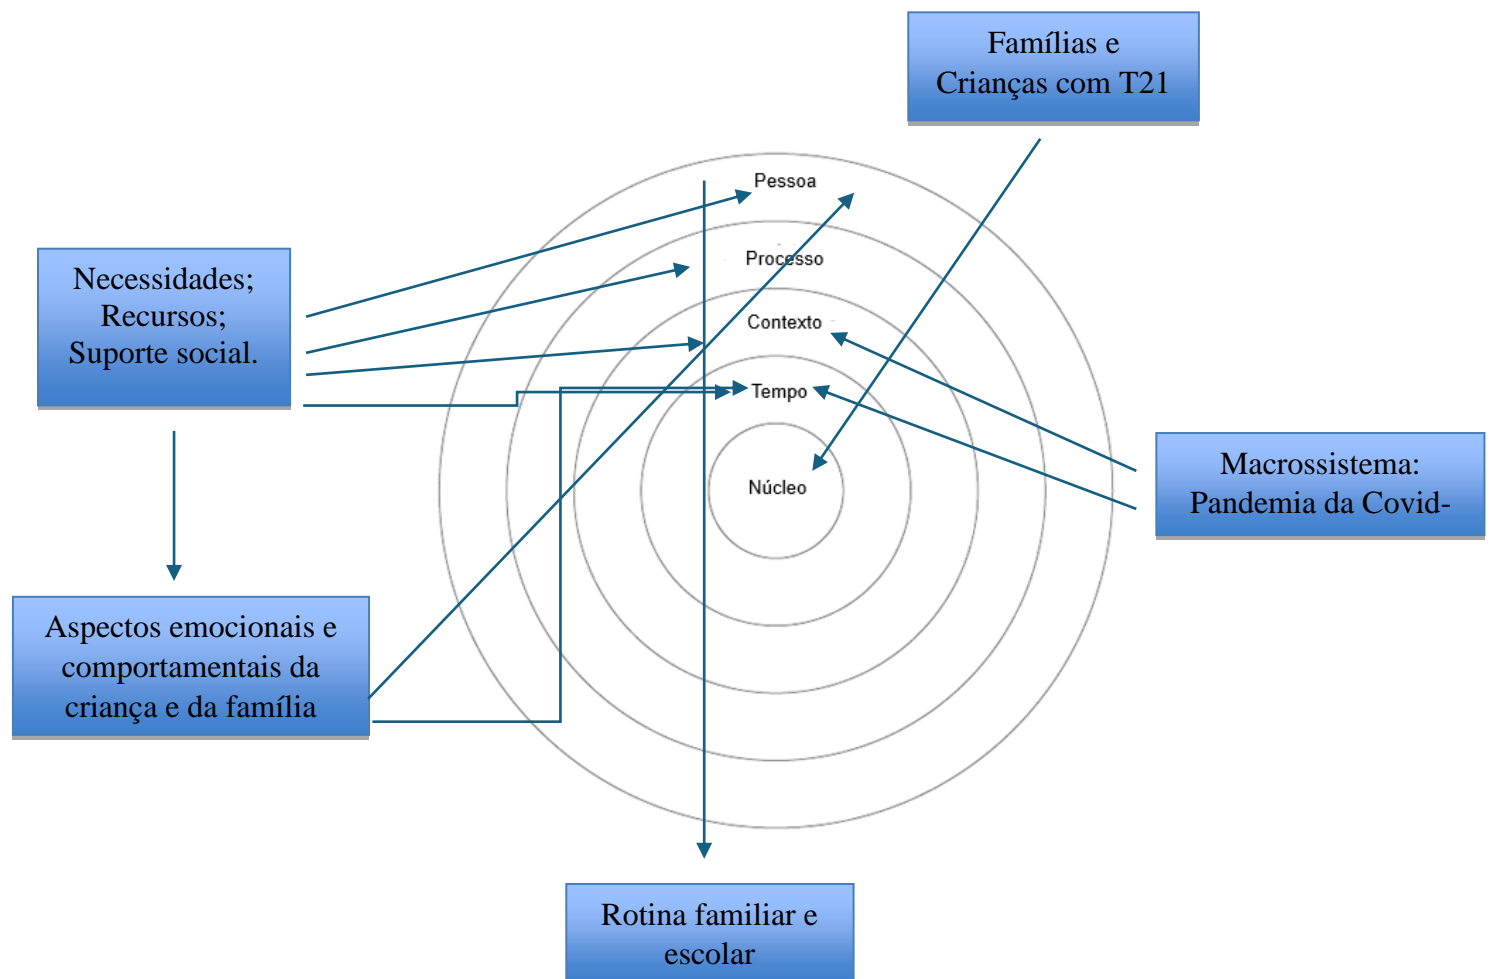 Famílias e
Crianças com T21
Pessoa
Processo
Necessidades;
Recursos;
Suporte social.
Contexto
Tempo
Macrossistema:
Pandemia da Covid-
Núcleo
Aspectos emocionais e
comportamentais da
criança e da família
Rotina familiar e
escolar